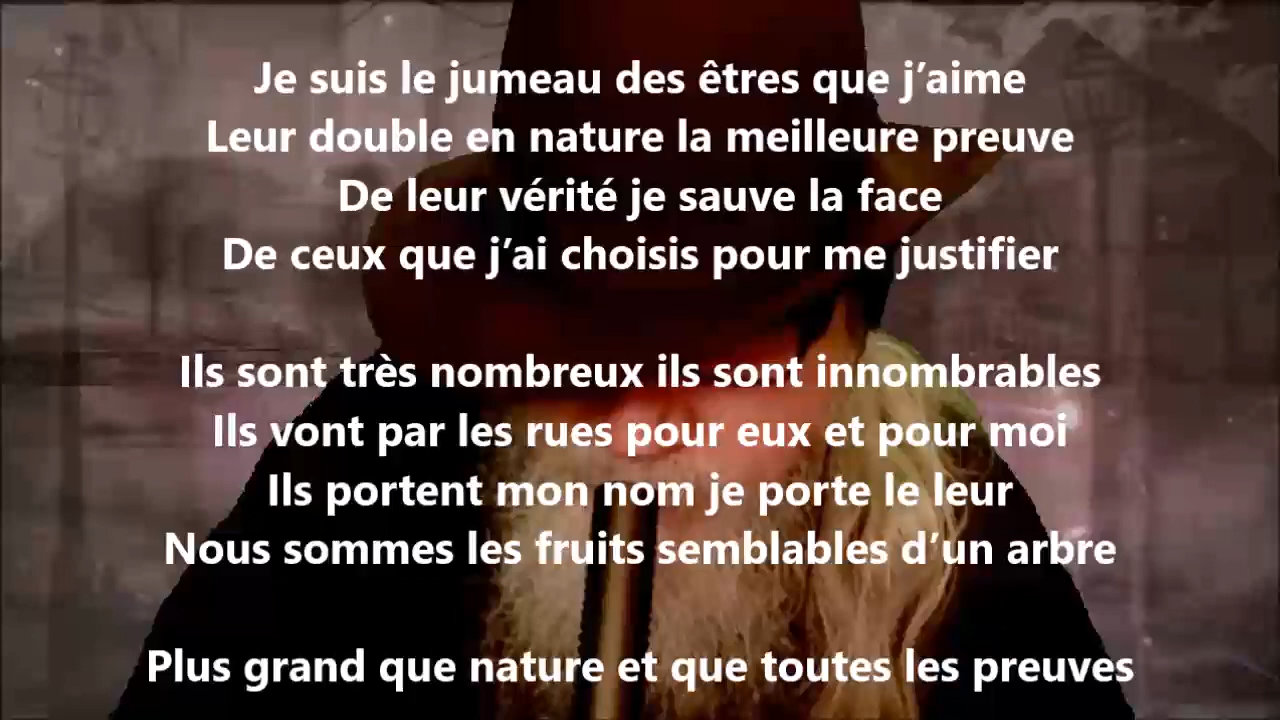 Je suis le jumeau des êtres que j’aime
Leur double en nature la meilleure preuve
De leur vérité je sauve la face
De ceux que j’ai choisis pour me justifier
Ils sont très nombreux ils sont innombrables
Ils vont par les rues pour eux et pour moi
Ils portent mon nom je porte le leur
Nous sommes les fruits semblables d’un arbre
Plus grand que nature et que toutes les preuves